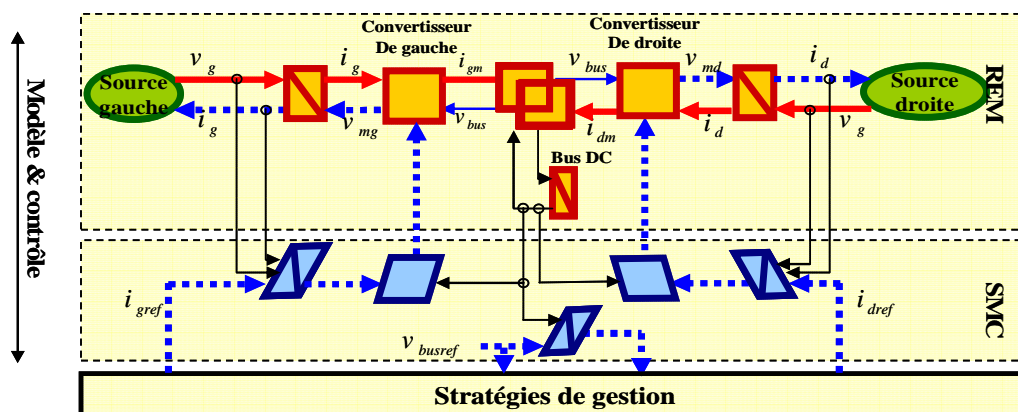 Modèle & contrôle
Convertisseur
De gauche
Convertisseur
De droite
Source
gauche
v g
i g
i gm
v bus
v md
i d
Source
droite
i g
v mg
v bus
i dm
i d
v g
Bus DC
REM
i gref
v busref
i dref
SMC
Stratégies de gestion